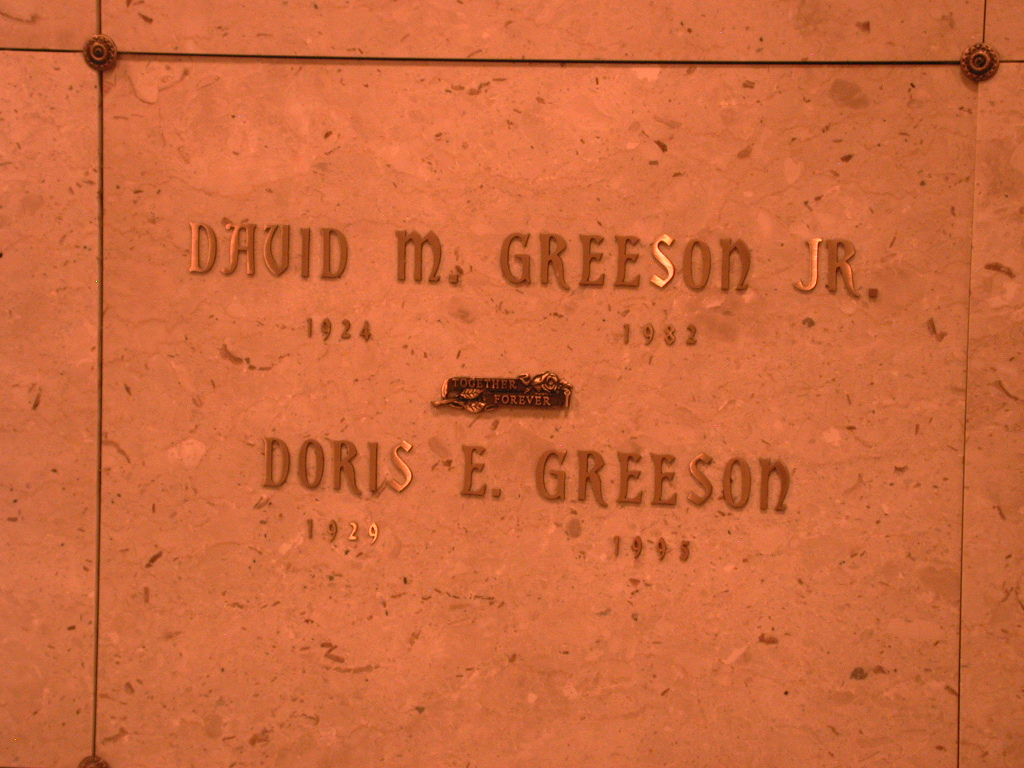 DAVID M. GREESON JR.
1924 1982
TOGETHER
FOREVER
DORIS E. GREESON
1929 1995